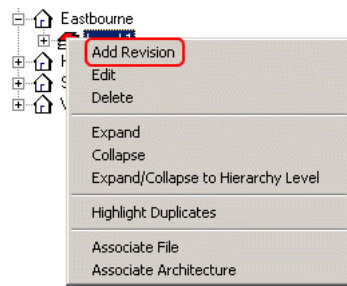 Eastbourne
Add Revision
Edit
Delete
Expand
Collapse
Expand/Collapse to Hierarchy Level
Highlight Duplicates
Associate File
Associate Architecture